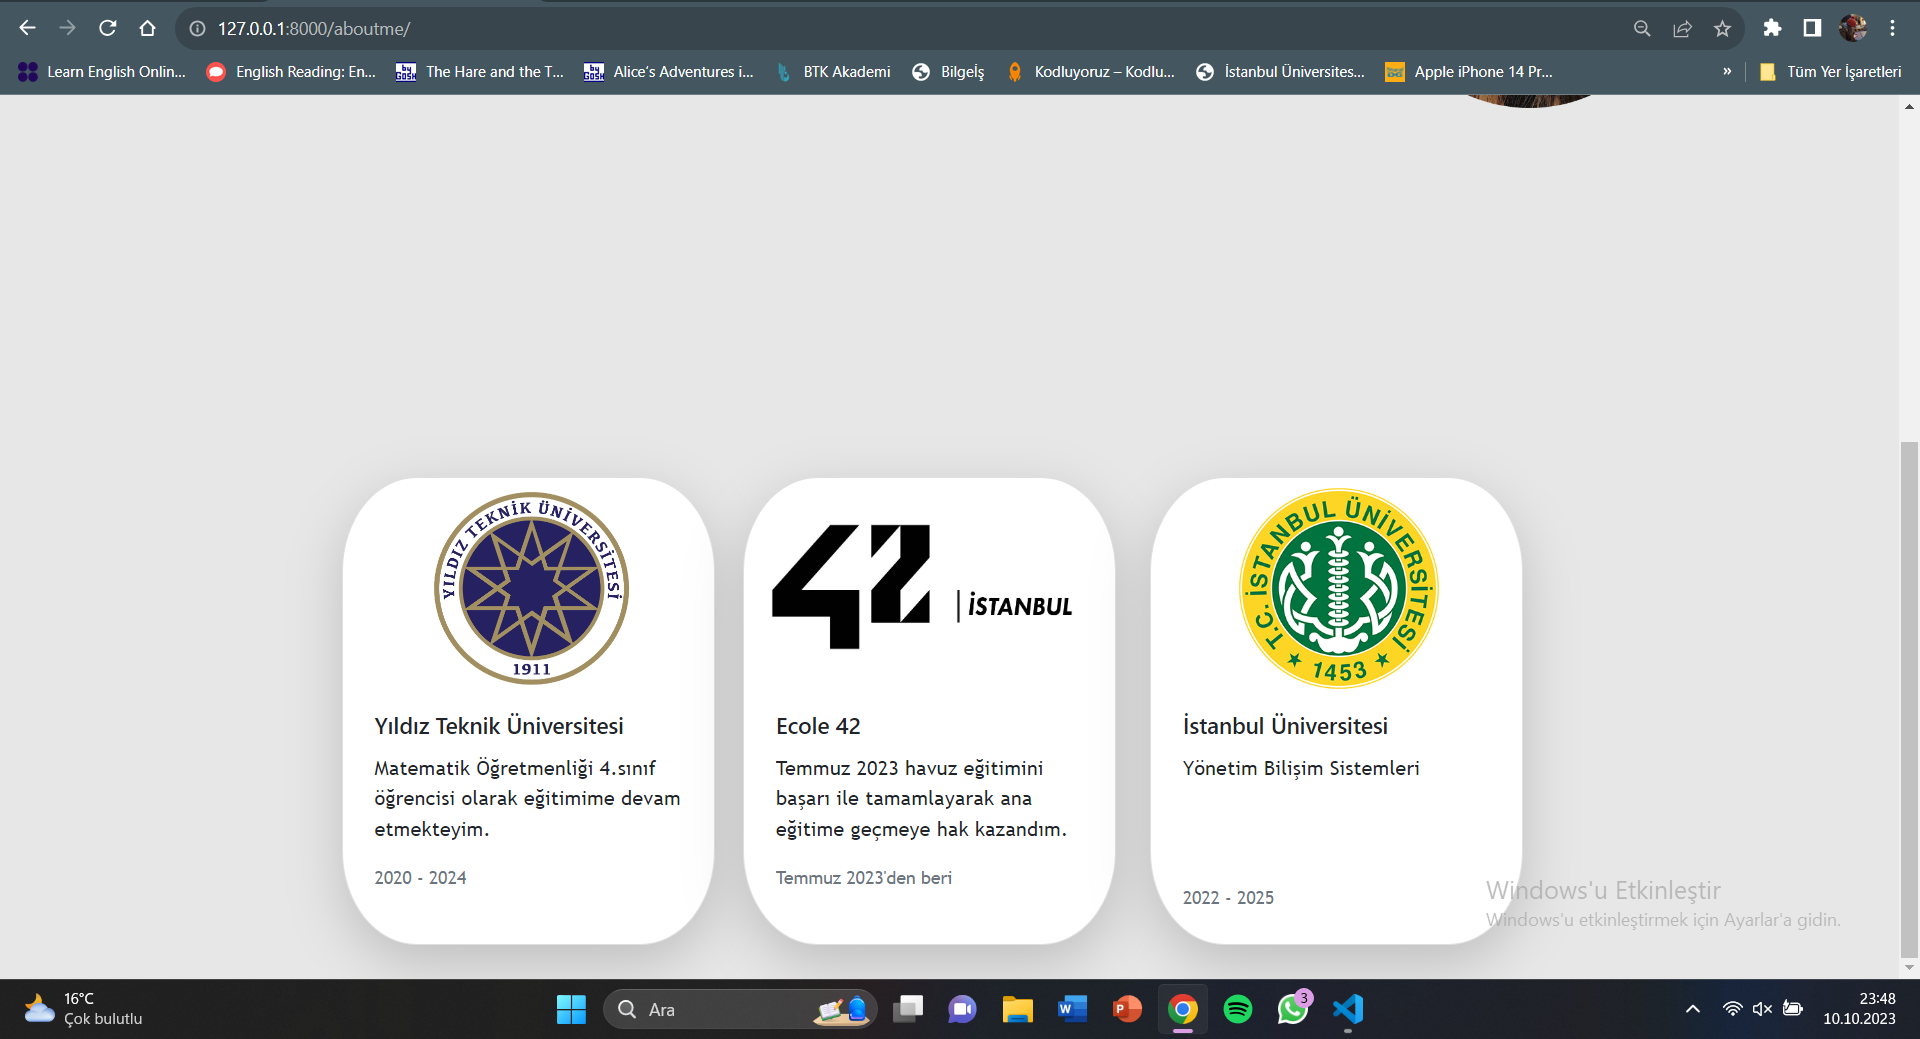 127.0.0.1:8000/aboutme/
Learn English Onlin...
English Reading: En...
The Hare and the T...
Alice's Adventures i...
BTK Akademi
Bilgeİş
Kodluyoruz – Kodlu...
İstanbul Üniversites...
Apple iPhone 14 Pr...
»
Tüm Yer İşaretleri
YILDIZ TEKNİK ÜNİVERSİTESİ
1911
42
İSTANBUL
T.C. İSTANBUL ÜNİVERSİTESİ
1453
Yıldız Teknik Üniversitesi
Matematik Öğretmenliği 4.sınıf
öğrencisi olarak eğitimime devam
etmekteyim.
2020 - 2024
Ecole 42
Temmuz 2023 havuz eğitimini
başarı ile tamamlayarak ana
eğitime geçmeye hak kazandım.
Temmuz 2023'den beri
İstanbul Üniversitesi
Yönetim Bilişim Sistemleri
2022 - 2025
Windows'u Etkinleştir
Windows'u etkinleştirmek için Ayarlar'a gidin.
16°C
Çok bulutlu
Ara
3
23:48
10.10.2023